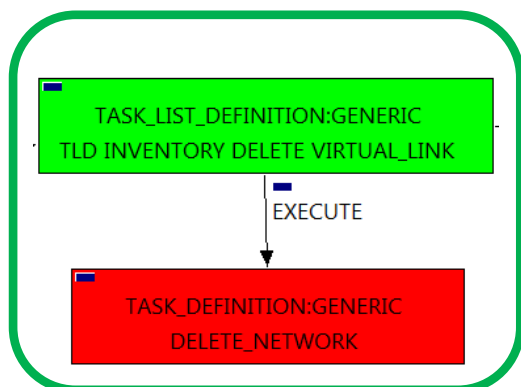 TASK_LIST_DEFINITION:GENERIC
TLD INVENTORY DELETE VIRTUAL_LINK
EXECUTE
TASK_DEFINITION:GENERIC
DELETE_NETWORK